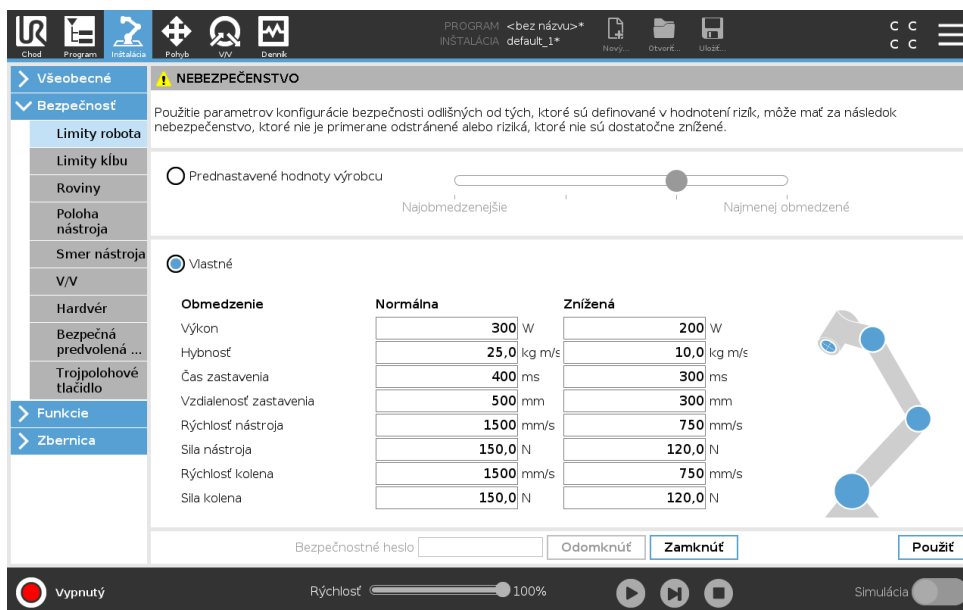 PROGRAM <bez názvu>*
INŠTALÁCIA default_1*
Chod Program Inštalácia Pohyb V/V Denník Nový... Otvoriť... Uložiť...
C C
C C
Všeobecné
Bezpečnosť
Limity robota
Limity kĺbu
Roviny
Poloha
nástroja
Smer nástroja
V/V
Hardvér
Bezpečná
predvolená ...
Trojpolohové
tlačidlo
Funkcie
Zbernica
NEBEZPEČENSTVO
Použitie parametrov konfigurácie bezpečnosti odlišných od tých, ktoré sú definované v hodnotení rizík, môže mať za následok
nebezpečenstvo, ktoré nie je primerane odstránené alebo riziká, ktoré nie sú dostatočne znížené.
Prednastavené hodnoty výrobcu
Najobmedzenejšie Najmenej obmedzené
Vlastné
Obmedzenie Normálna Znížená
Výkon 300 W 200 W
Hybnosť 25,0 kg m/s 10,0 kg m/s
Čas zastavenia 400 ms 300 ms
Vzdialenosť zastavenia 500 mm 300 mm
Rýchlosť nástroja 1500 mm/s 750 mm/s
Sila nástroja 150,0 N 120,0 N
Rýchlosť kolena 1500 mm/s 750 mm/s
Sila kolena 150,0 N 120,0 N
Bezpečnostné heslo Odomknúť Zamknúť Použiť
Vypnutý Rýchlosť 100% Simulácia